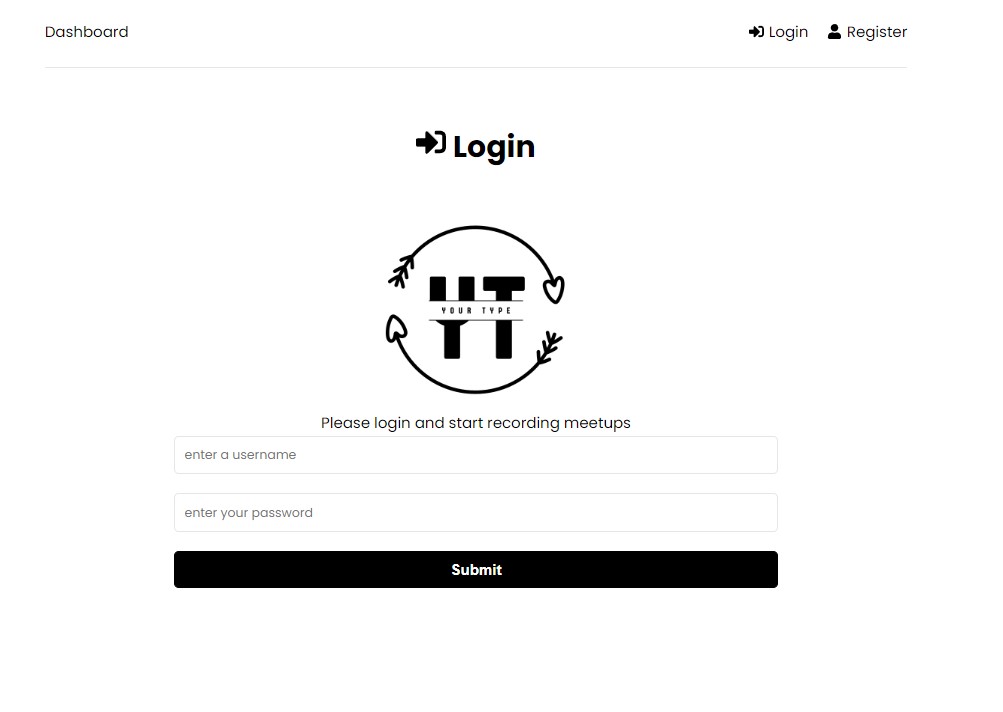 Dashboard
Login
Register
Login
YT
YOUR TYPE
Please login and start recording meetups
enter a username
enter your password
Submit